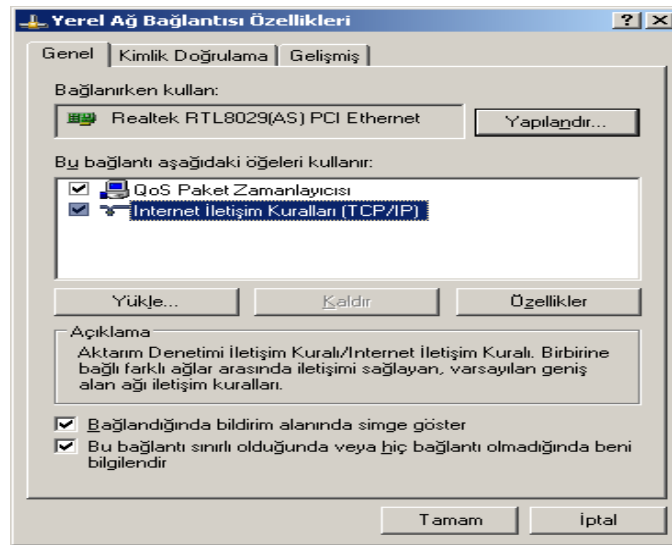 Yerel Ağ Bağlantısı Özellikleri
Genel Kimlik Doğrulama Gelişmiş
Bağlanırken kullan:
Realtek RTL8029(AS) PCI Ethernet Yapılandır...
Bu bağlantı aşağıdaki öğeleri kullanır:
QoS Paket Zamanlayıcısı
Internet İletişim Kuralları (TCP/IP)
Yükle... Kaldır Özellikler
Açıklama
Aktarım Denetimi İletişim Kuralı/Internet İletişim Kuralı. Birbirine
bağlı farklı ağlar arasında iletişimi sağlayan, varsayılan geniş
alan ağı iletişim kuralları.
Bağlandığında bildirim alanında simge göster
Bu bağlantı sınırlı olduğunda veya hiç bağlantı olmadığında beni
bilgilendir
Tamam İptal